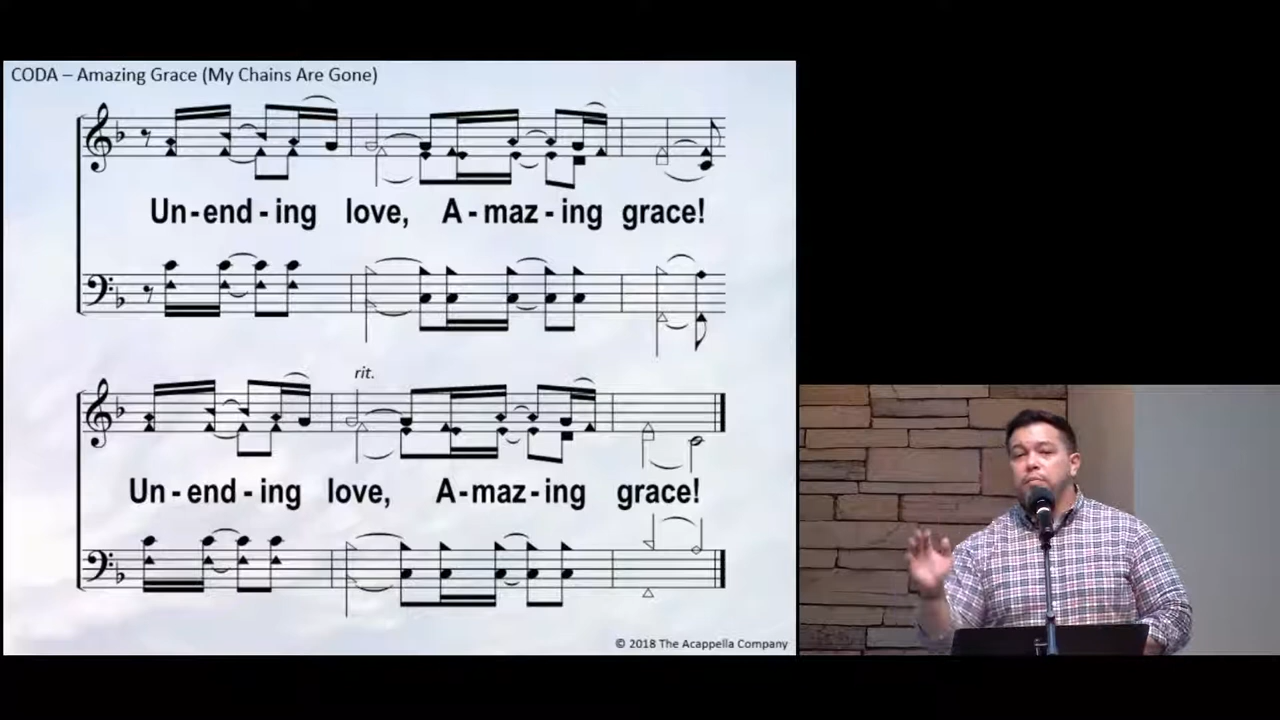 CODA – Amazing Grace (My Chains Are Gone)
Un-end-ing love, A-maz-ing grace!
rit.
Un-end-ing love, A-maz-ing grace!
© 2018 The Acappella Company